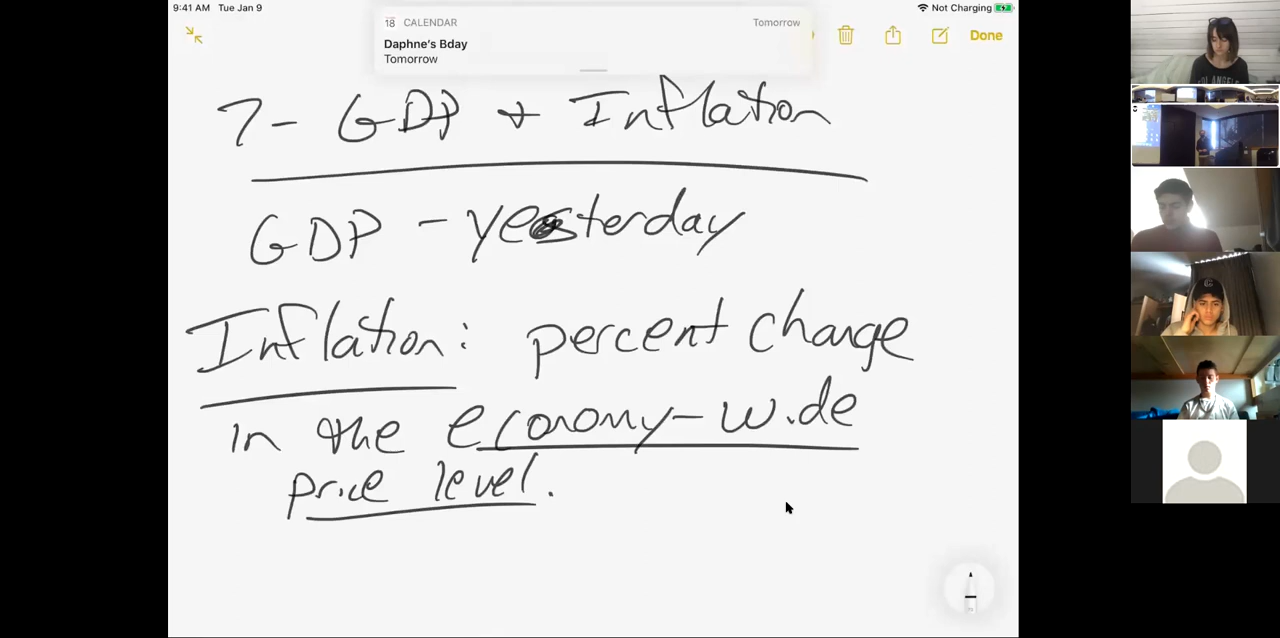 9:41 AM Tue Jan 9
Not Charging
18 CALENDAR
Tomorrow
Daphne's Bday
Tomorrow
Done
7- GDP + Inflation
GDP - yesterday
Inflation: percent change
in the economy-wide
price level.